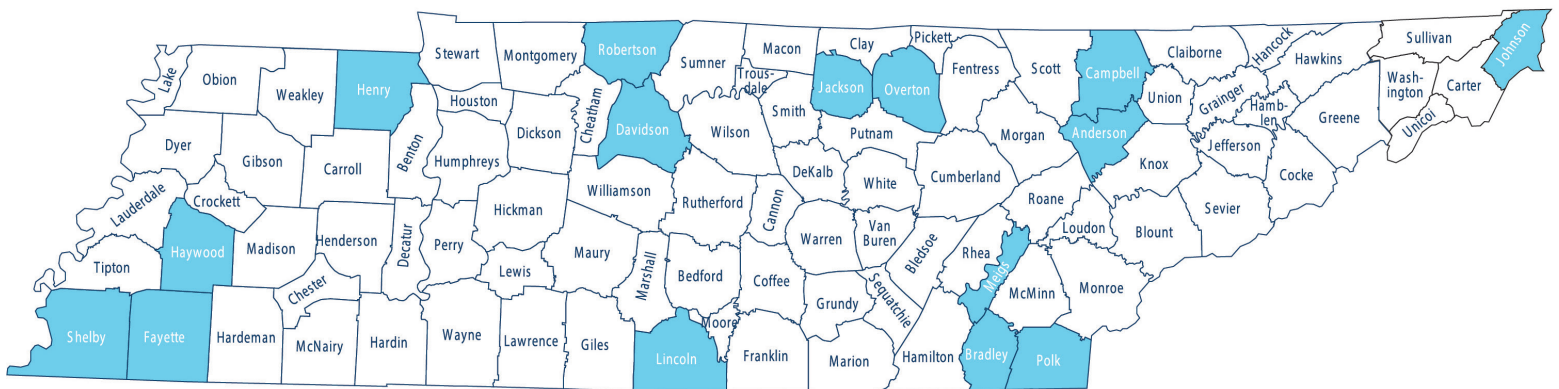 Lake
Obion
Weakley
Henry
Stewart
Montgomery
Robertson
Sumner
Macon
Trous-
dale
Clay
Pickett
Jackson
Overton
Fentress
Scott
Campbell
Claiborne
Hancock
Hawkins
Sullivan
Johnson
Wash-
ington
Carter
Unicoi
Greene
Hamb-
len
Grainger
Union
Anderson
Morgan
Putnam
Smith
Wilson
Davidson
Cheatham
Dickson
Houston
Humphreys
Benton
Carroll
Gibson
Dyer
Lauderdale
Crockett
Haywood
Madison
Henderson
Decatur
Perry
Hickman
Williamson
Rutherford
Cannon
DeKalb
White
Cumberland
Roane
Knox
Jefferson
Cocke
Sevier
Blount
Loudon
Monroe
McMinn
Meigs
Rhea
Bledsoe
Van
Buren
Warren
Coffee
Bedford
Marshall
Maury
Lewis
Chester
Tipton
Shelby
Fayette
Hardeman
McNairy
Hardin
Wayne
Lawrence
Giles
Lincoln
Moore
Franklin
Grundy
Sequatchie
Marion
Hamilton
Bradley
Polk